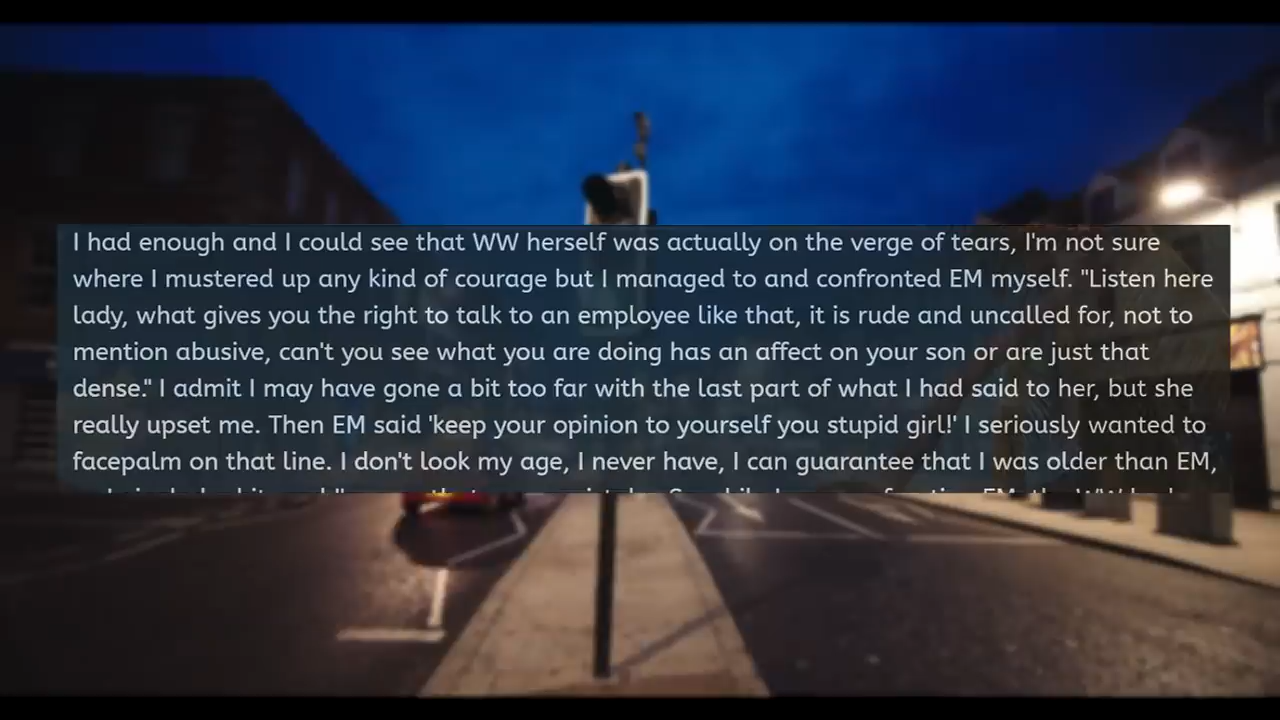 I had enough and I could see that WW herself was actually on the verge of tears, I'm not sure
where I mustered up any kind of courage but I managed to and confronted EM myself. "Listen here
lady, what gives you the right to talk to an employee like that, it is rude and uncalled for, not to
mention abusive, can't you see what you are doing has an affect on your son or are just that
dense." I admit I may have gone a bit too far with the last part of what I had said to her, but she
really upset me. Then EM said 'keep your opinion to yourself you stupid girl!' I seriously wanted to
facepalm on that line. I don't look my age, I never have, I can guarantee that I was older than EM,